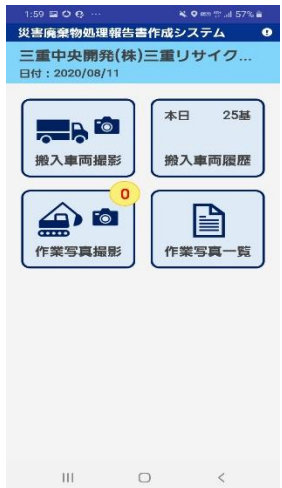 1:59 57%
災害廃棄物処理報告書作成システム
三重中央開発(株)三重リサイク...
日付:2020/08/11
本日 25基
搬入車両撮影 搬入車両履歴
0
作業写真撮影 作業写真一覧